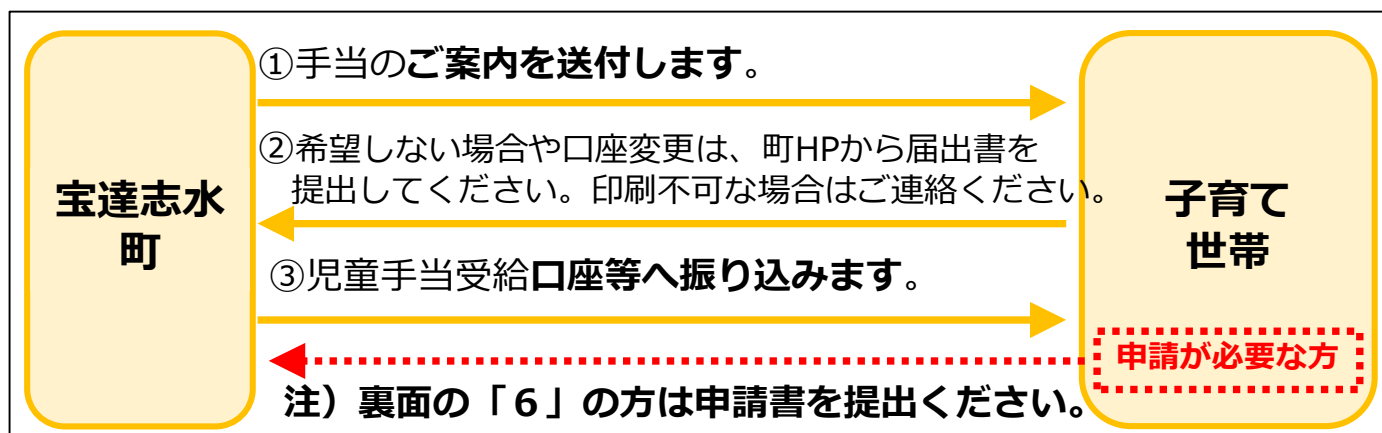 ①手当のご案内を送付します。
②希望しない場合や口座変更は、町HPから届出書を
提出してください。印刷不可な場合はご連絡ください。
宝達志水
町
子育て
世帯
③児童手当受給口座等へ振り込みます。
申請が必要な方
注）裏面の「６」の方は申請書を提出ください。